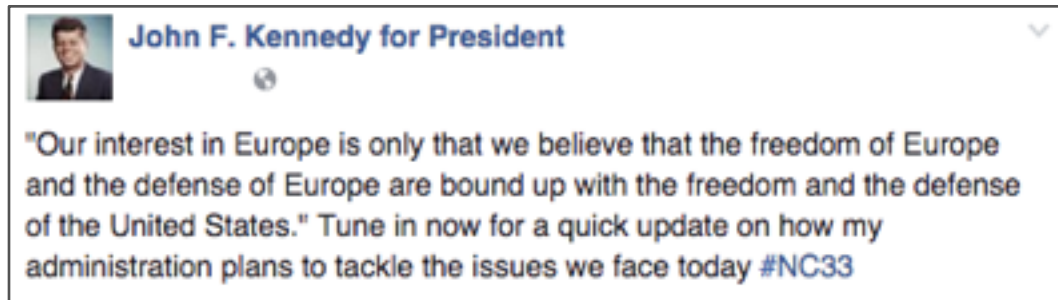 John F. Kennedy for President
"Our interest in Europe is only that we believe that the freedom of Europe
and the defense of Europe are bound up with the freedom and the defense
of the United States." Tune in now for a quick update on how my
administration plans to tackle the issues we face today #NC33